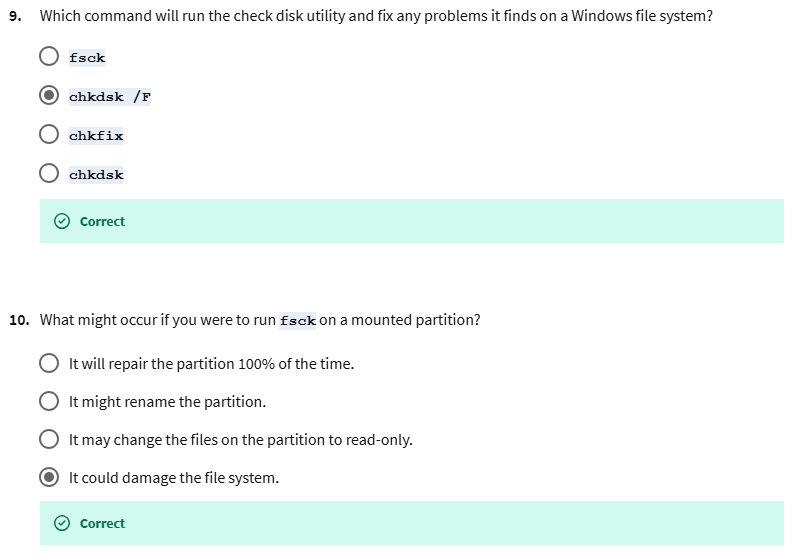 9. Which command will run the check disk utility and fix any problems it finds on a Windows file system?
fsck
chkdsk /F
chkfix
chkdsk
Correct
10. What might occur if you were to run fsck on a mounted partition?
It will repair the partition 100% of the time.
It might rename the partition.
It may change the files on the partition to read-only.
It could damage the file system.
Correct